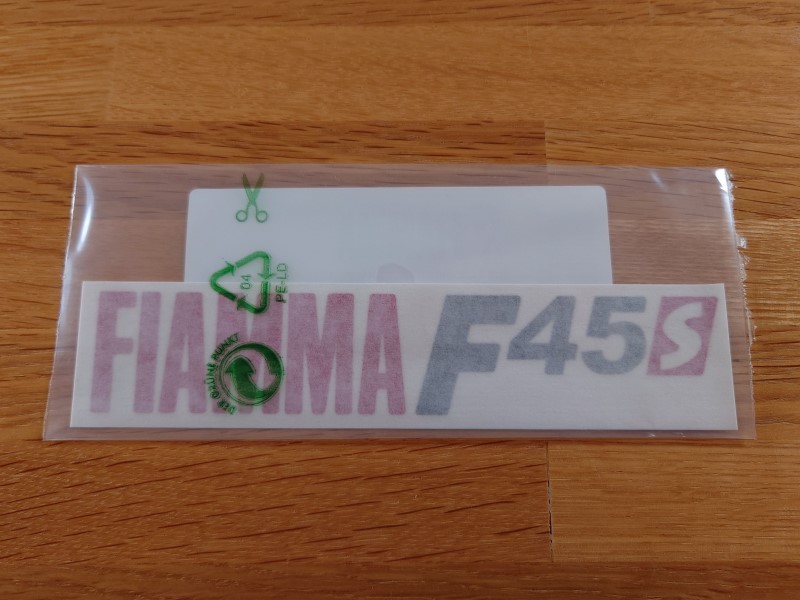 04
PE-LD
FIAMMA F45S
DER GRÜNE PUNKT